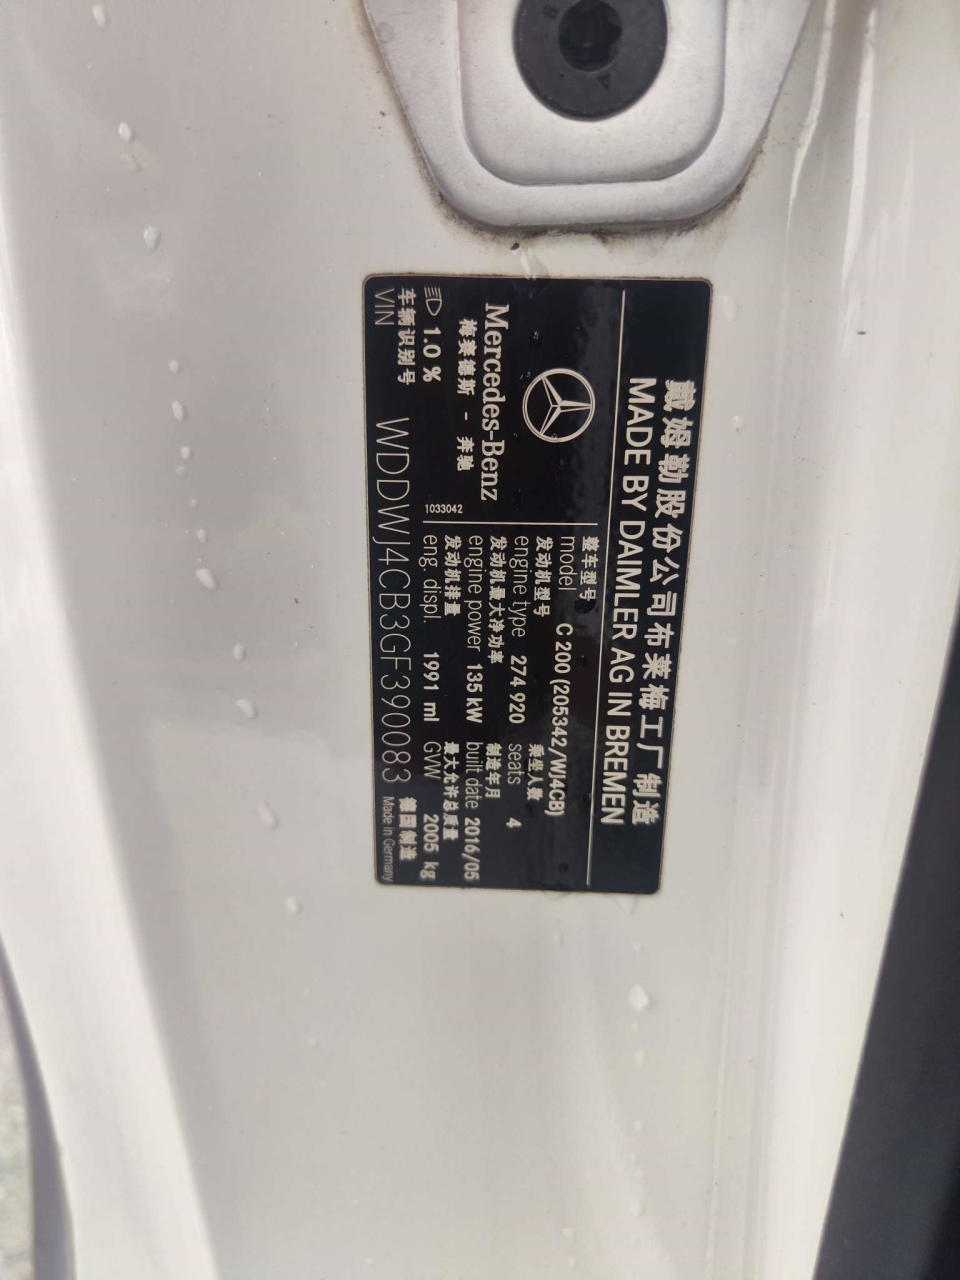 戴姆勒股份公司布莱梅工厂制造
MADE BY DAIMLER AG IN BREMEN
Mercedes-Benz
梅赛德斯 - 奔驰
1.0 %
1033042
整车型号
model C 200 (205342/WJ4CB)
发动机型号 乘坐人数
engine type 274 920 seats 4
发动机最大净功率 制造年月
engine power 135 kW built date 2016/05
发动机排量 最大允许总质量
eng. displ. 1991 ml GVW 2005 kg
车辆识别号 德国制造
VIN WDDWJ4CB3GF390083 Made in Germany